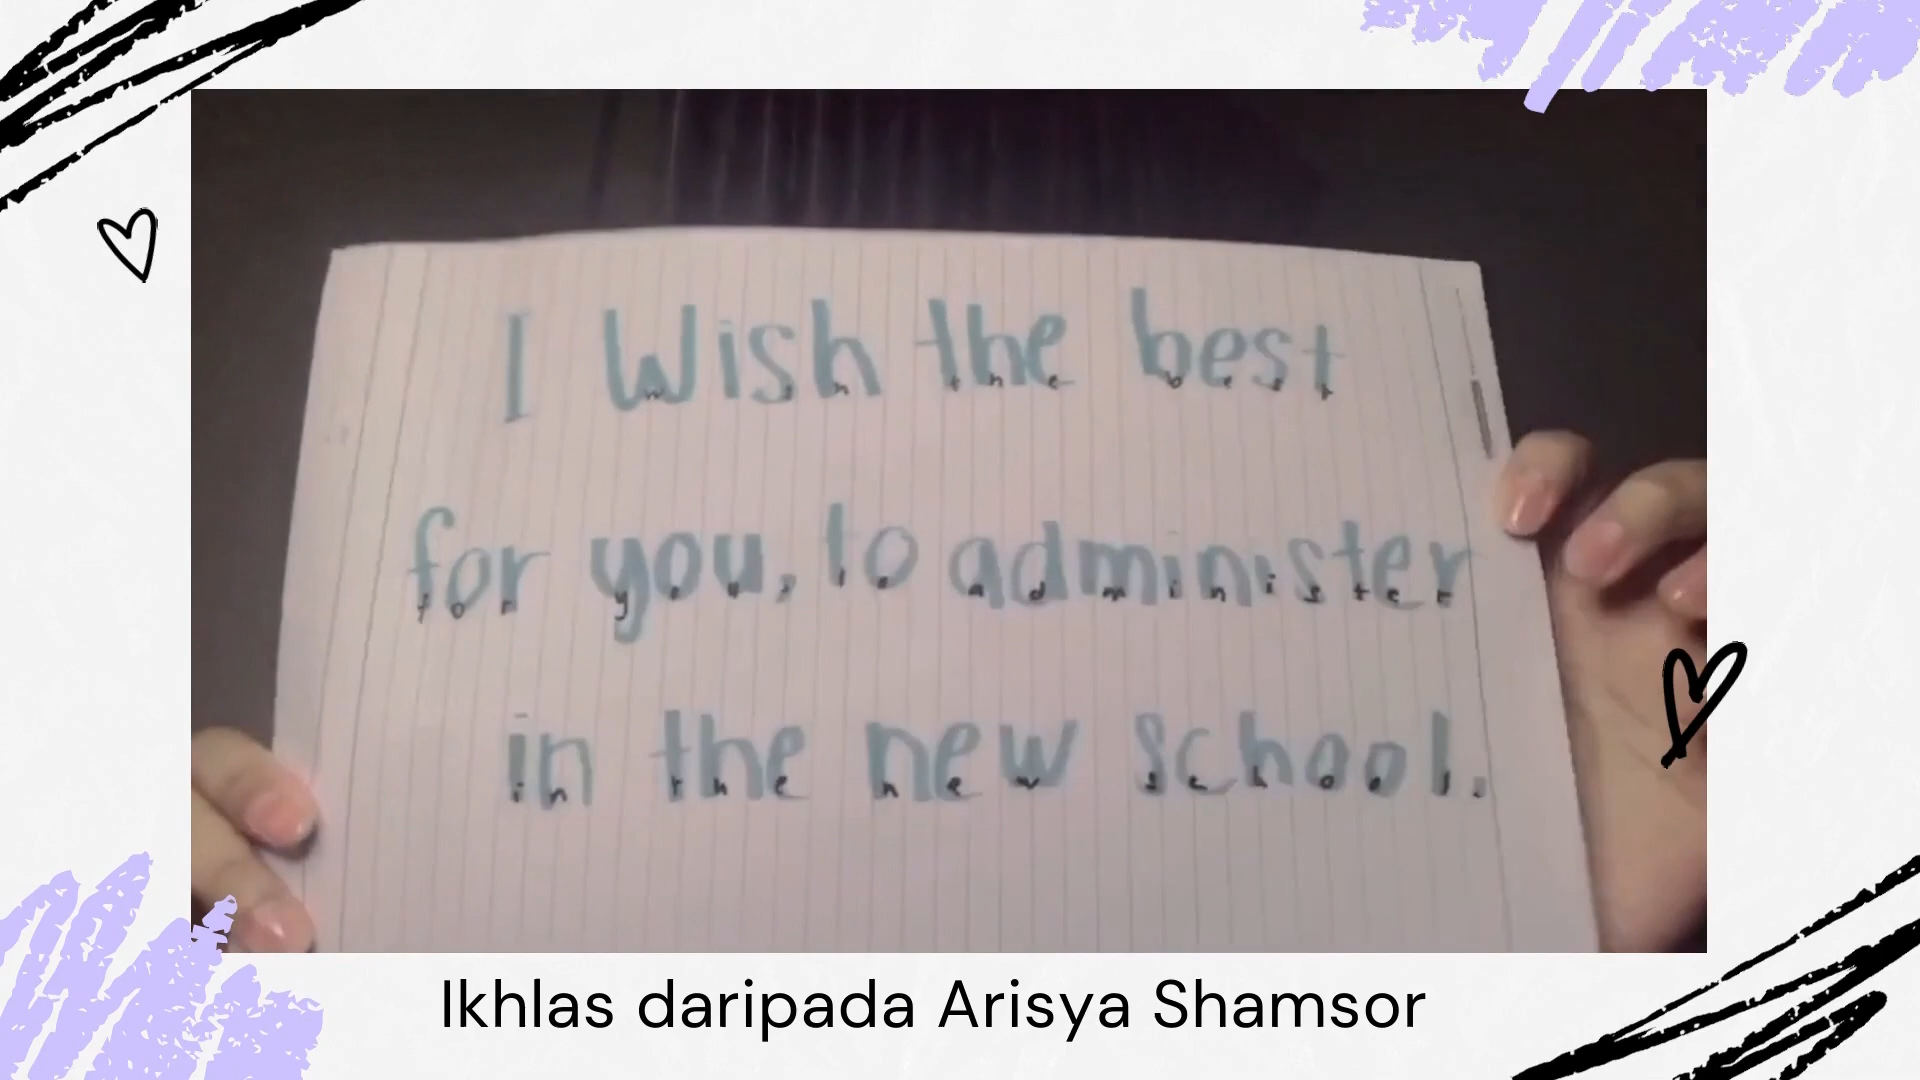 I Wish the best
for you, to administer
in the new school.
Ikhlas daripada Arisya Shamsor